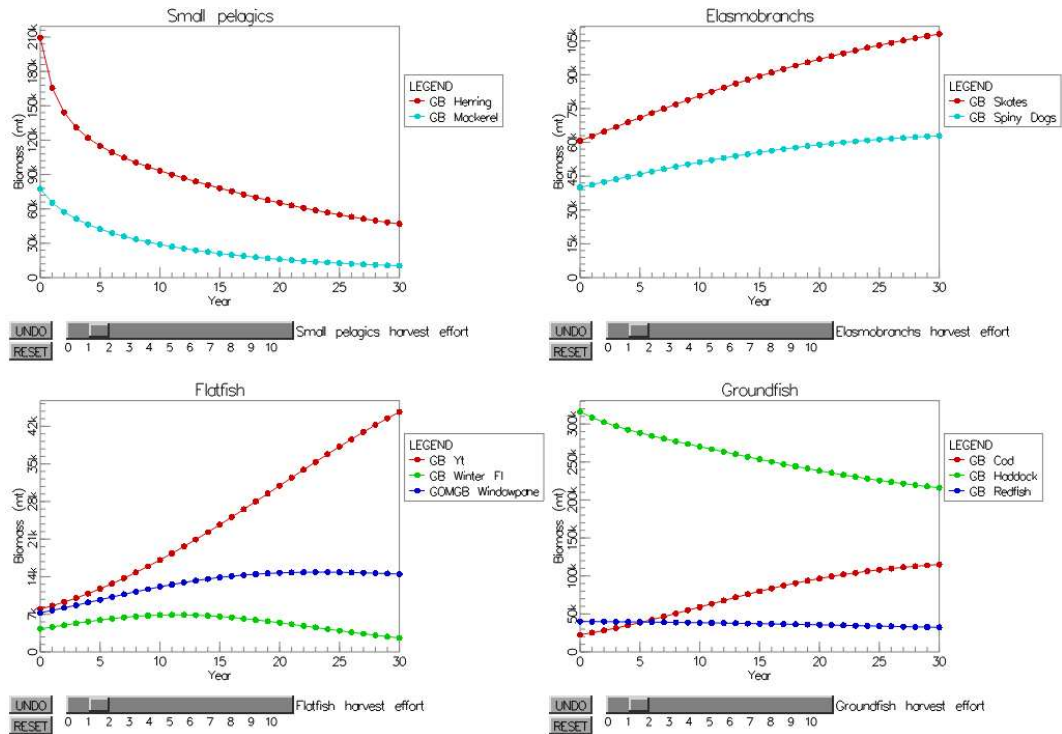 Small pelagics
210k
180k
150k
120k
90k
60k
30k
0
Biomass (mt)
0 5 10 15 20 25 30
Year
LEGEND
GB Herring
GB Mackerel
UNDO
RESET
0 1 2 3 4 5 6 7 8 9 10
Small pelagics harvest effort
Elasmobranchs
105k
90k
75k
60k
45k
30k
15k
0
Biomass (mt)
0 5 10 15 20 25 30
Year
LEGEND
GB Skates
GB Spiny Dogs
UNDO
RESET
0 1 2 3 4 5 6 7 8 9 10
Elasmobranchs harvest effort
Flatfish
42k
35k
28k
21k
14k
7k
0
Biomass (mt)
0 5 10 15 20 25 30
Year
LEGEND
GB Yt
GB Winter Fl
GOMGB Windowpane
UNDO
RESET
0 1 2 3 4 5 6 7 8 9 10
Flatfish harvest effort
Groundfish
300k
250k
200k
150k
100k
50k
0
Biomass (mt)
0 5 10 15 20 25 30
Year
LEGEND
GB Cod
GB Haddock
GB Redfish
UNDO
RESET
0 1 2 3 4 5 6 7 8 9 10
Groundfish harvest effort